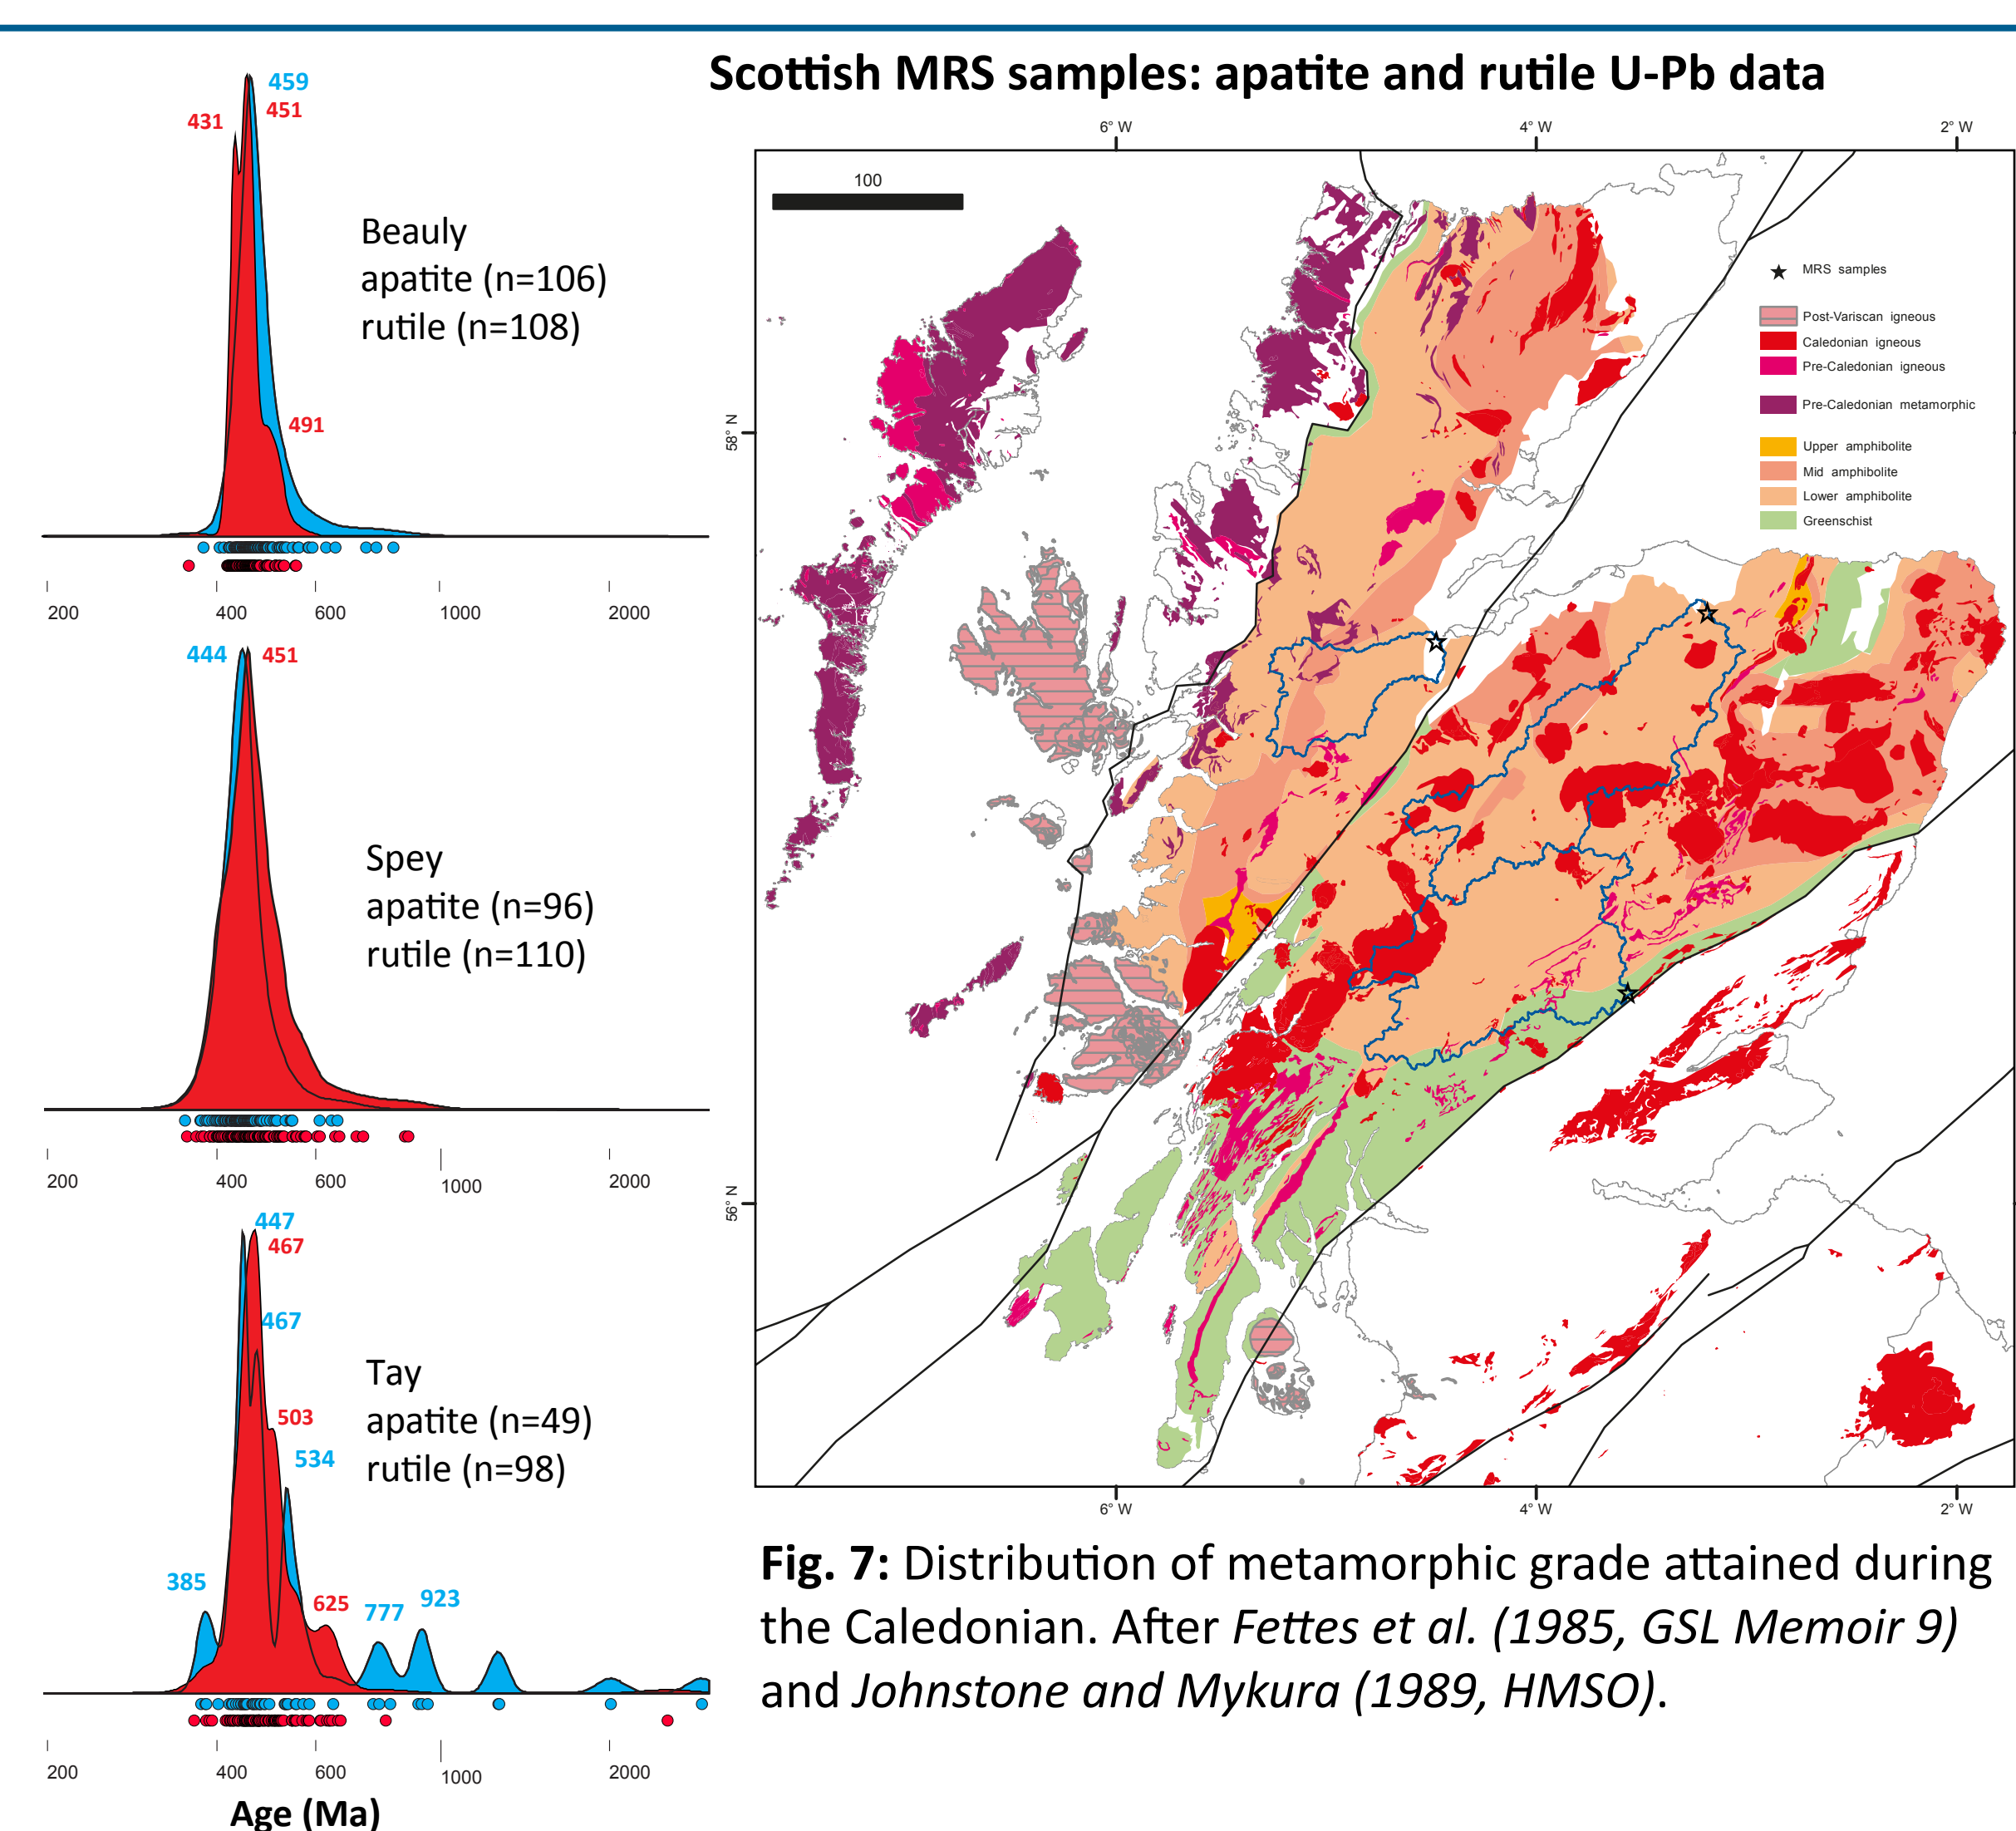 Scottish MRS samples: apatite and rutile U-Pb data
459
451
431
491
Beauly
apatite (n=106)
rutile (n=108)
200 400 600 1000 2000
444
451
Spey
apatite (n=96)
rutile (n=110)
200 400 600 1000 2000
447
467
467
503
534
385
625
777
923
Tay
apatite (n=49)
rutile (n=98)
200 400 600 1000 2000
Age (Ma)
6° W 4° W 2° W
100
58° N
56° N
MRS samples
Post-Variscan igneous
Caledonian igneous
Pre-Caledonian igneous
Pre-Caledonian metamorphic
Upper amphibolite
Mid amphibolite
Lower amphibolite
Greenschist
6° W 4° W 2° W
Fig. 7: Distribution of metamorphic grade attained during
the Caledonian. After Fettes et al. (1985, GSL Memoir 9)
and Johnstone and Mykura (1989, HMSO).